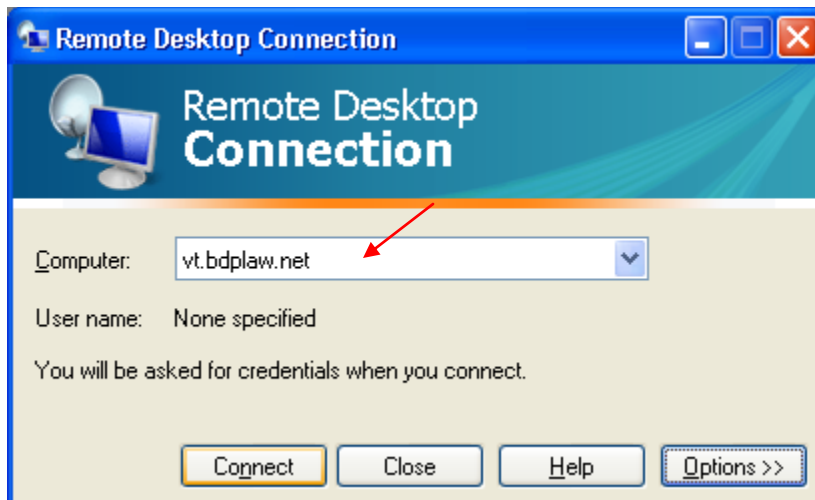 Remote Desktop Connection
Remote Desktop
Connection
Computer: vt.bdplaw.net
User name: None specified
You will be asked for credentials when you connect.
Connect Close Help Options >>